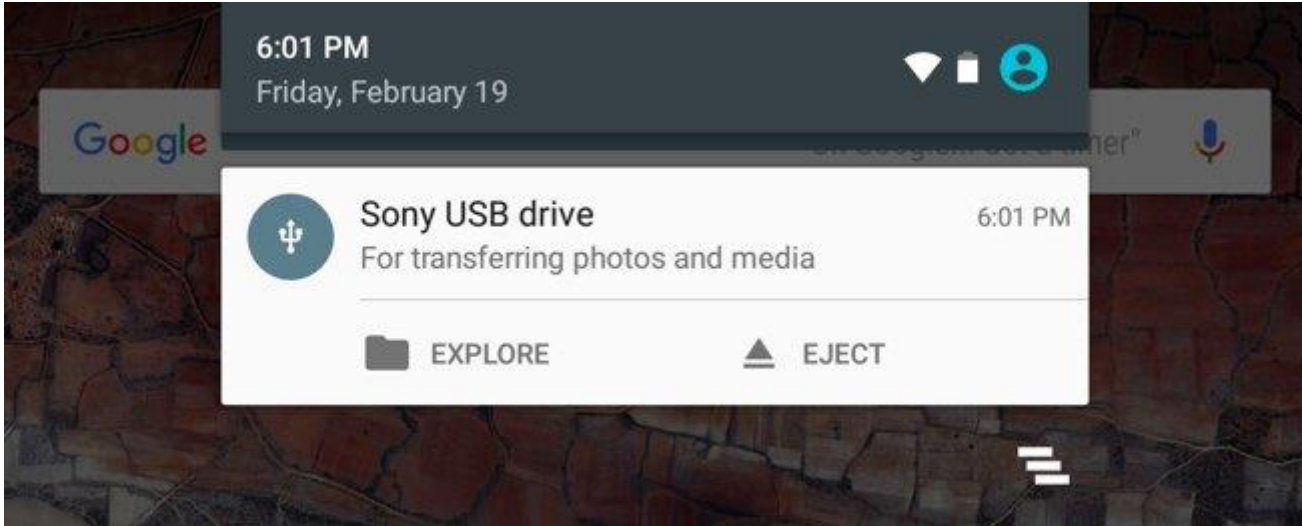 6:01 PM
Friday, February 19
Google
Sony USB drive
6:01 PM
For transferring photos and media
EXPLORE
EJECT